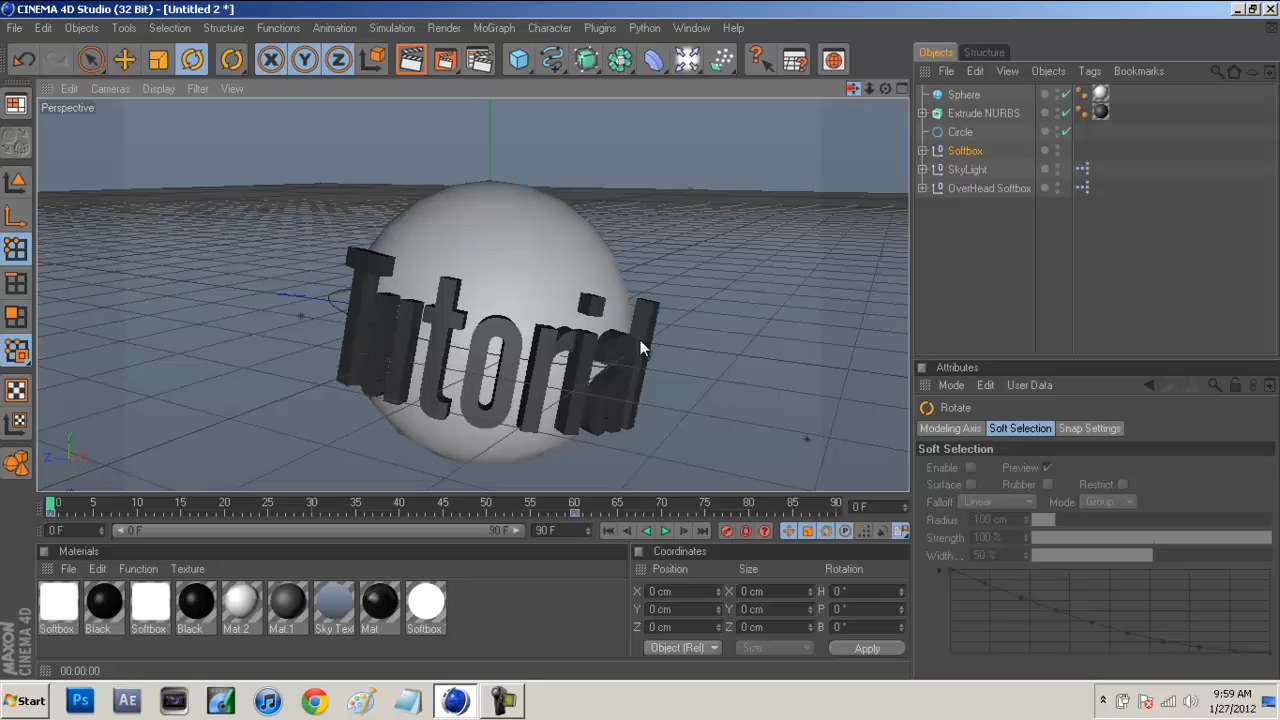 CINEMA 4D Studio (32 Bit) - [Untitled 2 *]
File Edit Objects Tools Selection Structure Functions Animation Simulation Render MoGraph Character Plugins Python Window Help
Objects Structure
File Edit View Objects Tags Bookmarks
Edit Cameras Display Filter View
Perspective
Sphere
Extrude NURBS
Circle
Softbox
SkyLight
OverHead Softbox
Tutorial
Attributes
Mode Edit User Data
Rotate
Modeling Axis Soft Selection Snap Settings
Soft Selection
Enable Preview
Surface Rubber Restrict
Falloff Linear Mode Group
Radius 100 cm
Strength 100 %
Width... 50 %
0 5 10 15 20 25 30 35 40 45 50 55 60 65 70 75 80 85 90 0 F
0 F 0 F 90 F 90 F
Materials
File Edit Function Texture
Softbox Black Softbox Black Mat.2 Mat.1 Sky Text Mat Softbox
Coordinates
Position Size Rotation
X 0 cm X 0 cm H 0 °
Y 0 cm Y 0 cm P 0 °
Z 0 cm Z 0 cm B 0 °
Object (Rel) Size Apply
MAXON
CINEMA 4D
00:00:00
Start Ps Ae
9:59 AM
1/27/2012